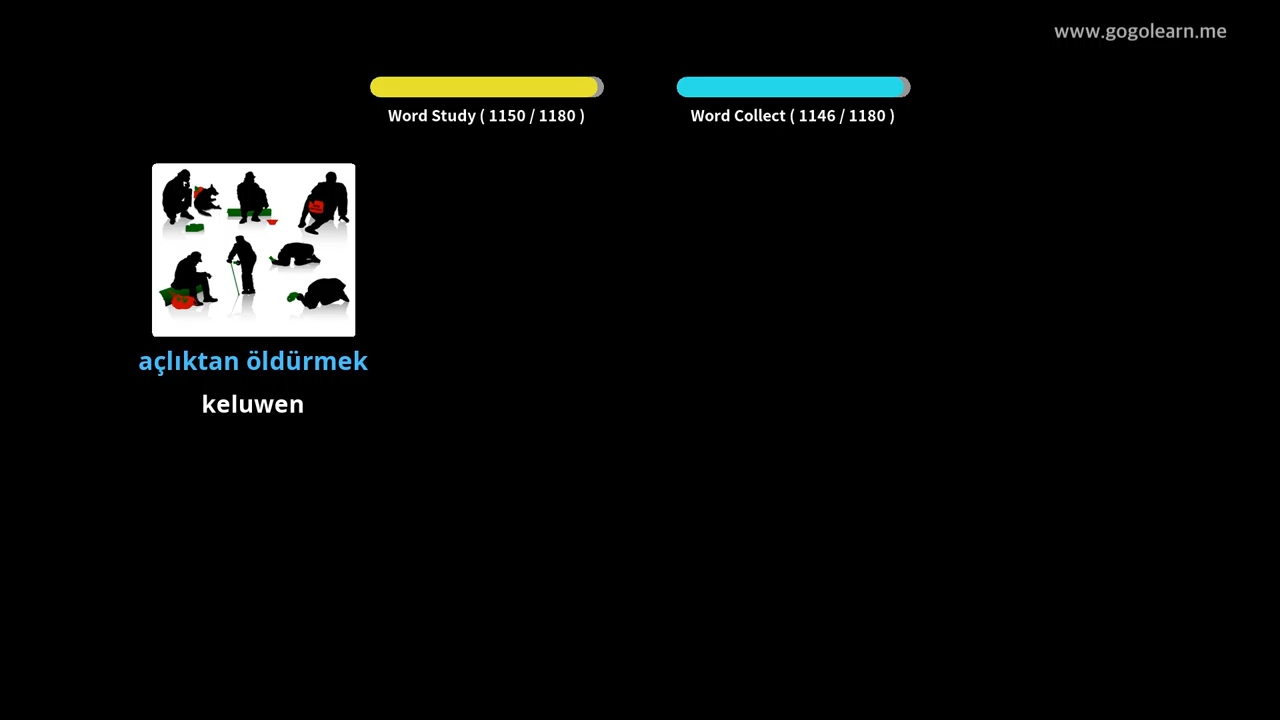 www.gogolearn.me
Word Study ( 1150 / 1180 )
Word Collect ( 1146 / 1180 )
açlıktan öldürmek
keluwen